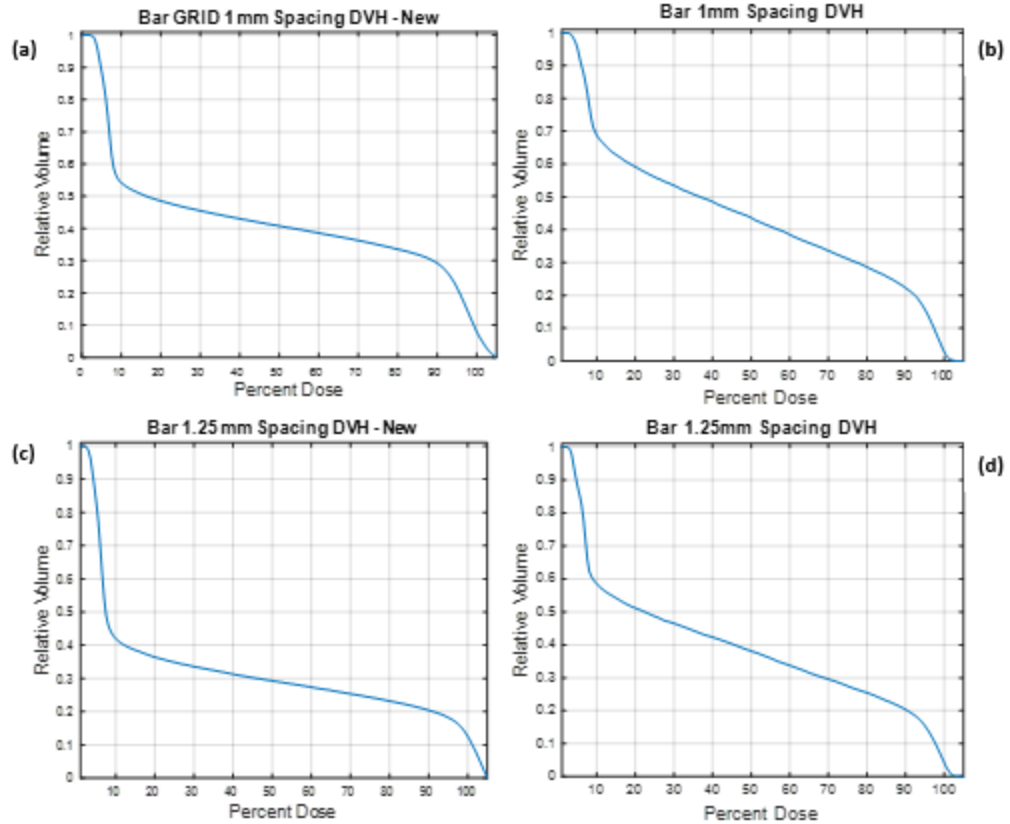 Bar GRID 1mm Spacing DVH - New
(a)
1
0.9
0.8
0.7
0.6
0.5
0.4
0.3
0.2
0.1
0
Relative Volume
0 10 20 30 40 50 60 70 80 90 100
Percent Dose
Bar 1mm Spacing DVH
(b)
1
0.9
0.8
0.7
0.6
0.5
0.4
0.3
0.2
0.1
0
Relative Volume
10 20 30 40 50 60 70 80 90 100
Percent Dose
Bar 1.25mm Spacing DVH - New
(c)
1
0.9
0.8
0.7
0.6
0.5
0.4
0.3
0.2
0.1
0
Relative Volume
10 20 30 40 50 60 70 80 90 100
Percent Dose
Bar 1.25mm Spacing DVH
(d)
1
0.9
0.8
0.7
0.6
0.5
0.4
0.3
0.2
0.1
0
Relative Volume
10 20 30 40 50 60 70 80 90 100
Percent Dose